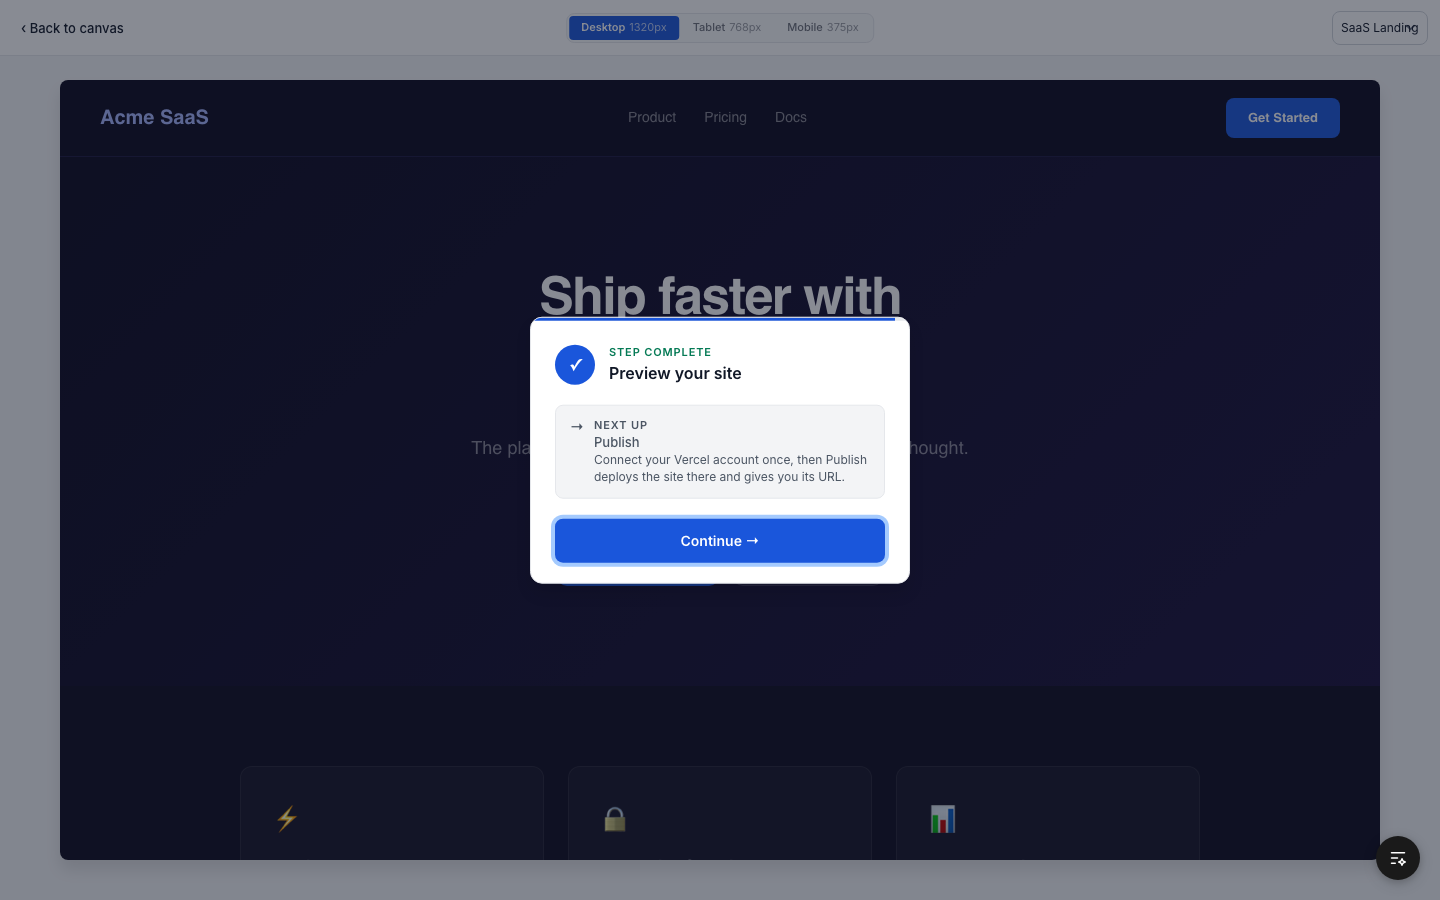 ‹ Back to canvas
Desktop 1320px
Tablet 768px
Mobile 375px
SaaS Landing
Acme SaaS
Product
Pricing
Docs
Get Started
Ship faster with
STEP COMPLETE
✓
Preview your site
→ NEXT UP
Publish
The pla
hought.
Connect your Vercel account once, then Publish
deploys the site there and gives you its URL.
Continue →